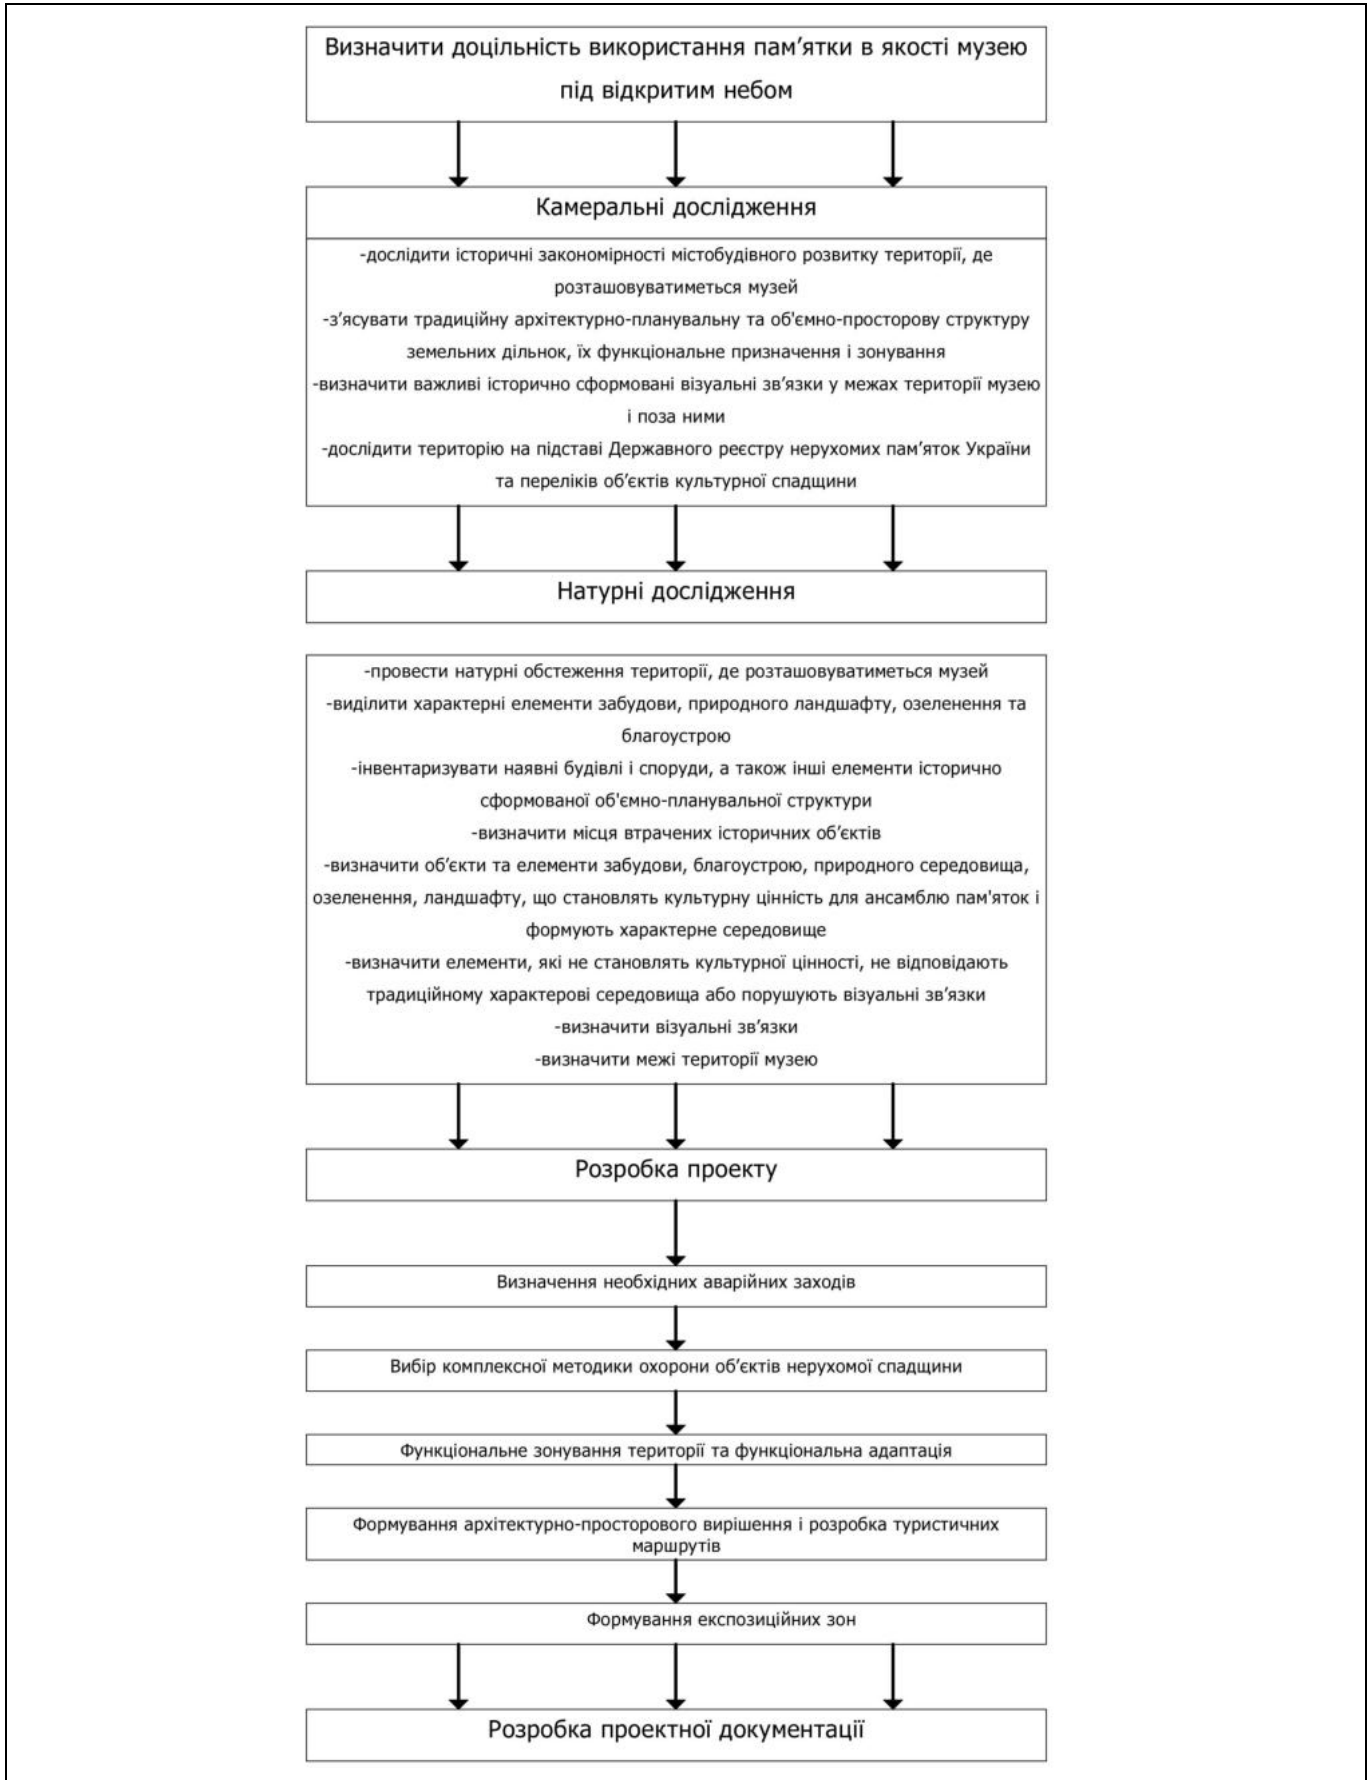 Визначити доцільність використання пам’ятки в якості музею
під відкритим небом
Камеральні дослідження
-дослідити історичні закономірності містобудівного розвитку території, де
розташовуватиметься музей
-з’ясувати традиційну архітектурно-планувальну та об'ємно-просторову структуру
земельних дільнок, їх функціональне призначення і зонування
-визначити важливі історично сформовані візуальні зв’язки у межах території музею
і поза ними
-дослідити територію на підставі Державного реєстру нерухомих пам’яток України
та переліків об’єктів культурної спадщини
Натурні дослідження
-провести натурні обстеження території, де розташовуватиметься музей
-виділити характерні елементи забудови, природного ландшафту, озеленення та
благоустрою
-інвентаризувати наявні будівлі і споруди, а також інші елементи історично
сформованої об'ємно-планувальної структури
-визначити місця втрачених історичних об’єктів
-визначити об’єкти та елементи забудови, благоустрою, природного середовища,
озеленення, ландшафту, що становлять культурну цінність для ансамблю пам'яток і
формують характерне середовище
-визначити елементи, які не становлять культурної цінності, не відповідають
традиційному характерові середовища або порушують візуальні зв’язки
-визначити візуальні зв’язки
-визначити межі території музею
Розробка проекту
Визначення необхідних аварійних заходів
Вибір комплексної методики охорони об’єктів нерухомої спадщини
Функціональне зонування території та функціональна адаптація
Формування архітектурно-просторового вирішення і розробка туристичних
маршрутів
Формування експозиційних зон
Розробка проектної документації